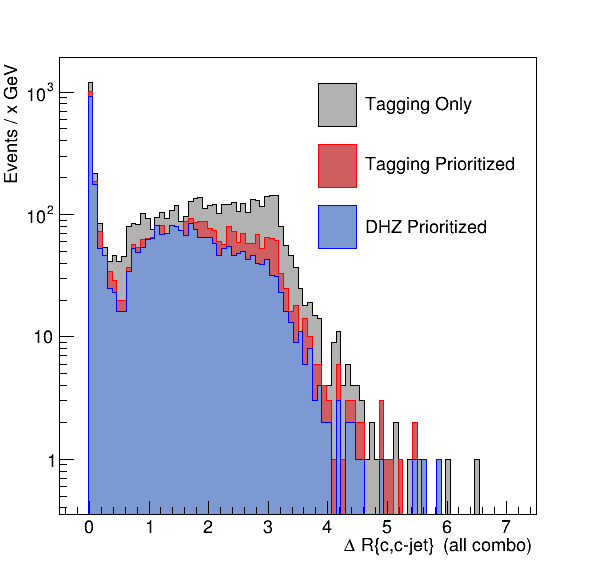 Events / x GeV
10³
10²
10
1
Tagging Only
Tagging Prioritized
DHZ Prioritized
0 1 2 3 4 5 6 7
Δ R{c,c-jet} (all combo)